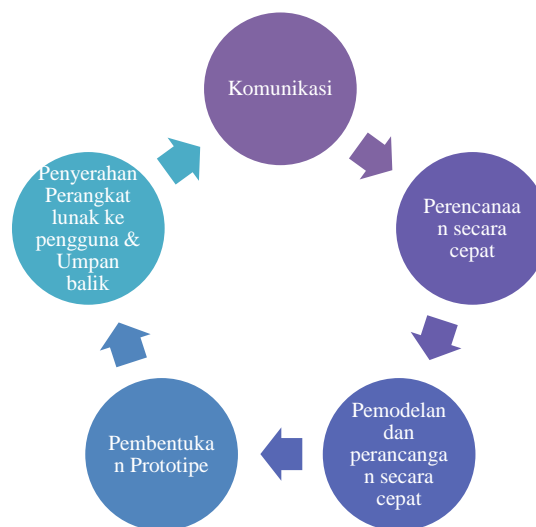 Komunikasi
Perencanaa
n secara
cepat
Pemodelan
dan
perancanga
n secara
cepat
Pembentuka
n Prototipe
Penyerahan
Perangkat
lunak ke
pengguna &
Umpan
balik